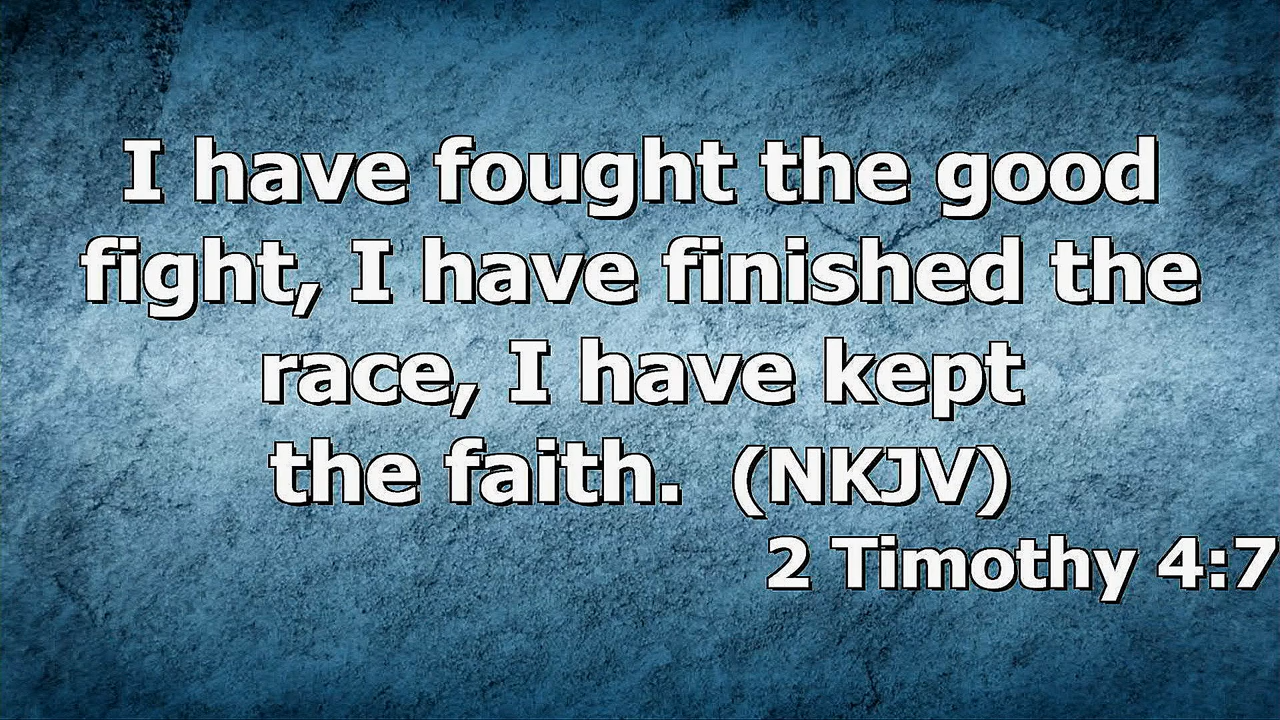 I have fought the good
fight, I have finished the
race, I have kept
the faith.  (NKJV)
2 Timothy 4:7